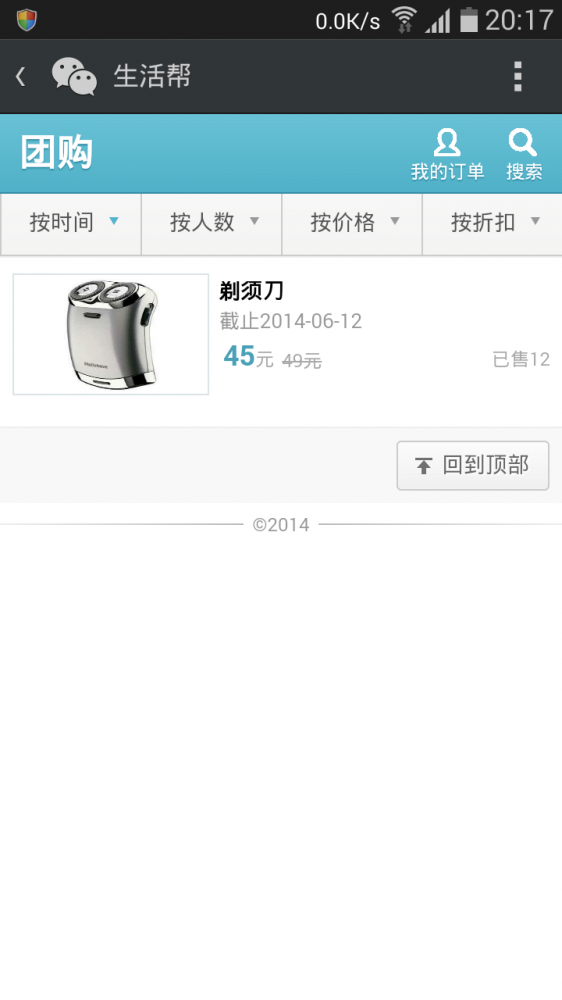 0.0K/s 20:17
生活帮
团购
我的订单 搜索
按时间 按人数 按价格 按折扣
剃须刀
截止2014-06-12
45元 49元 已售12
回到顶部
©2014